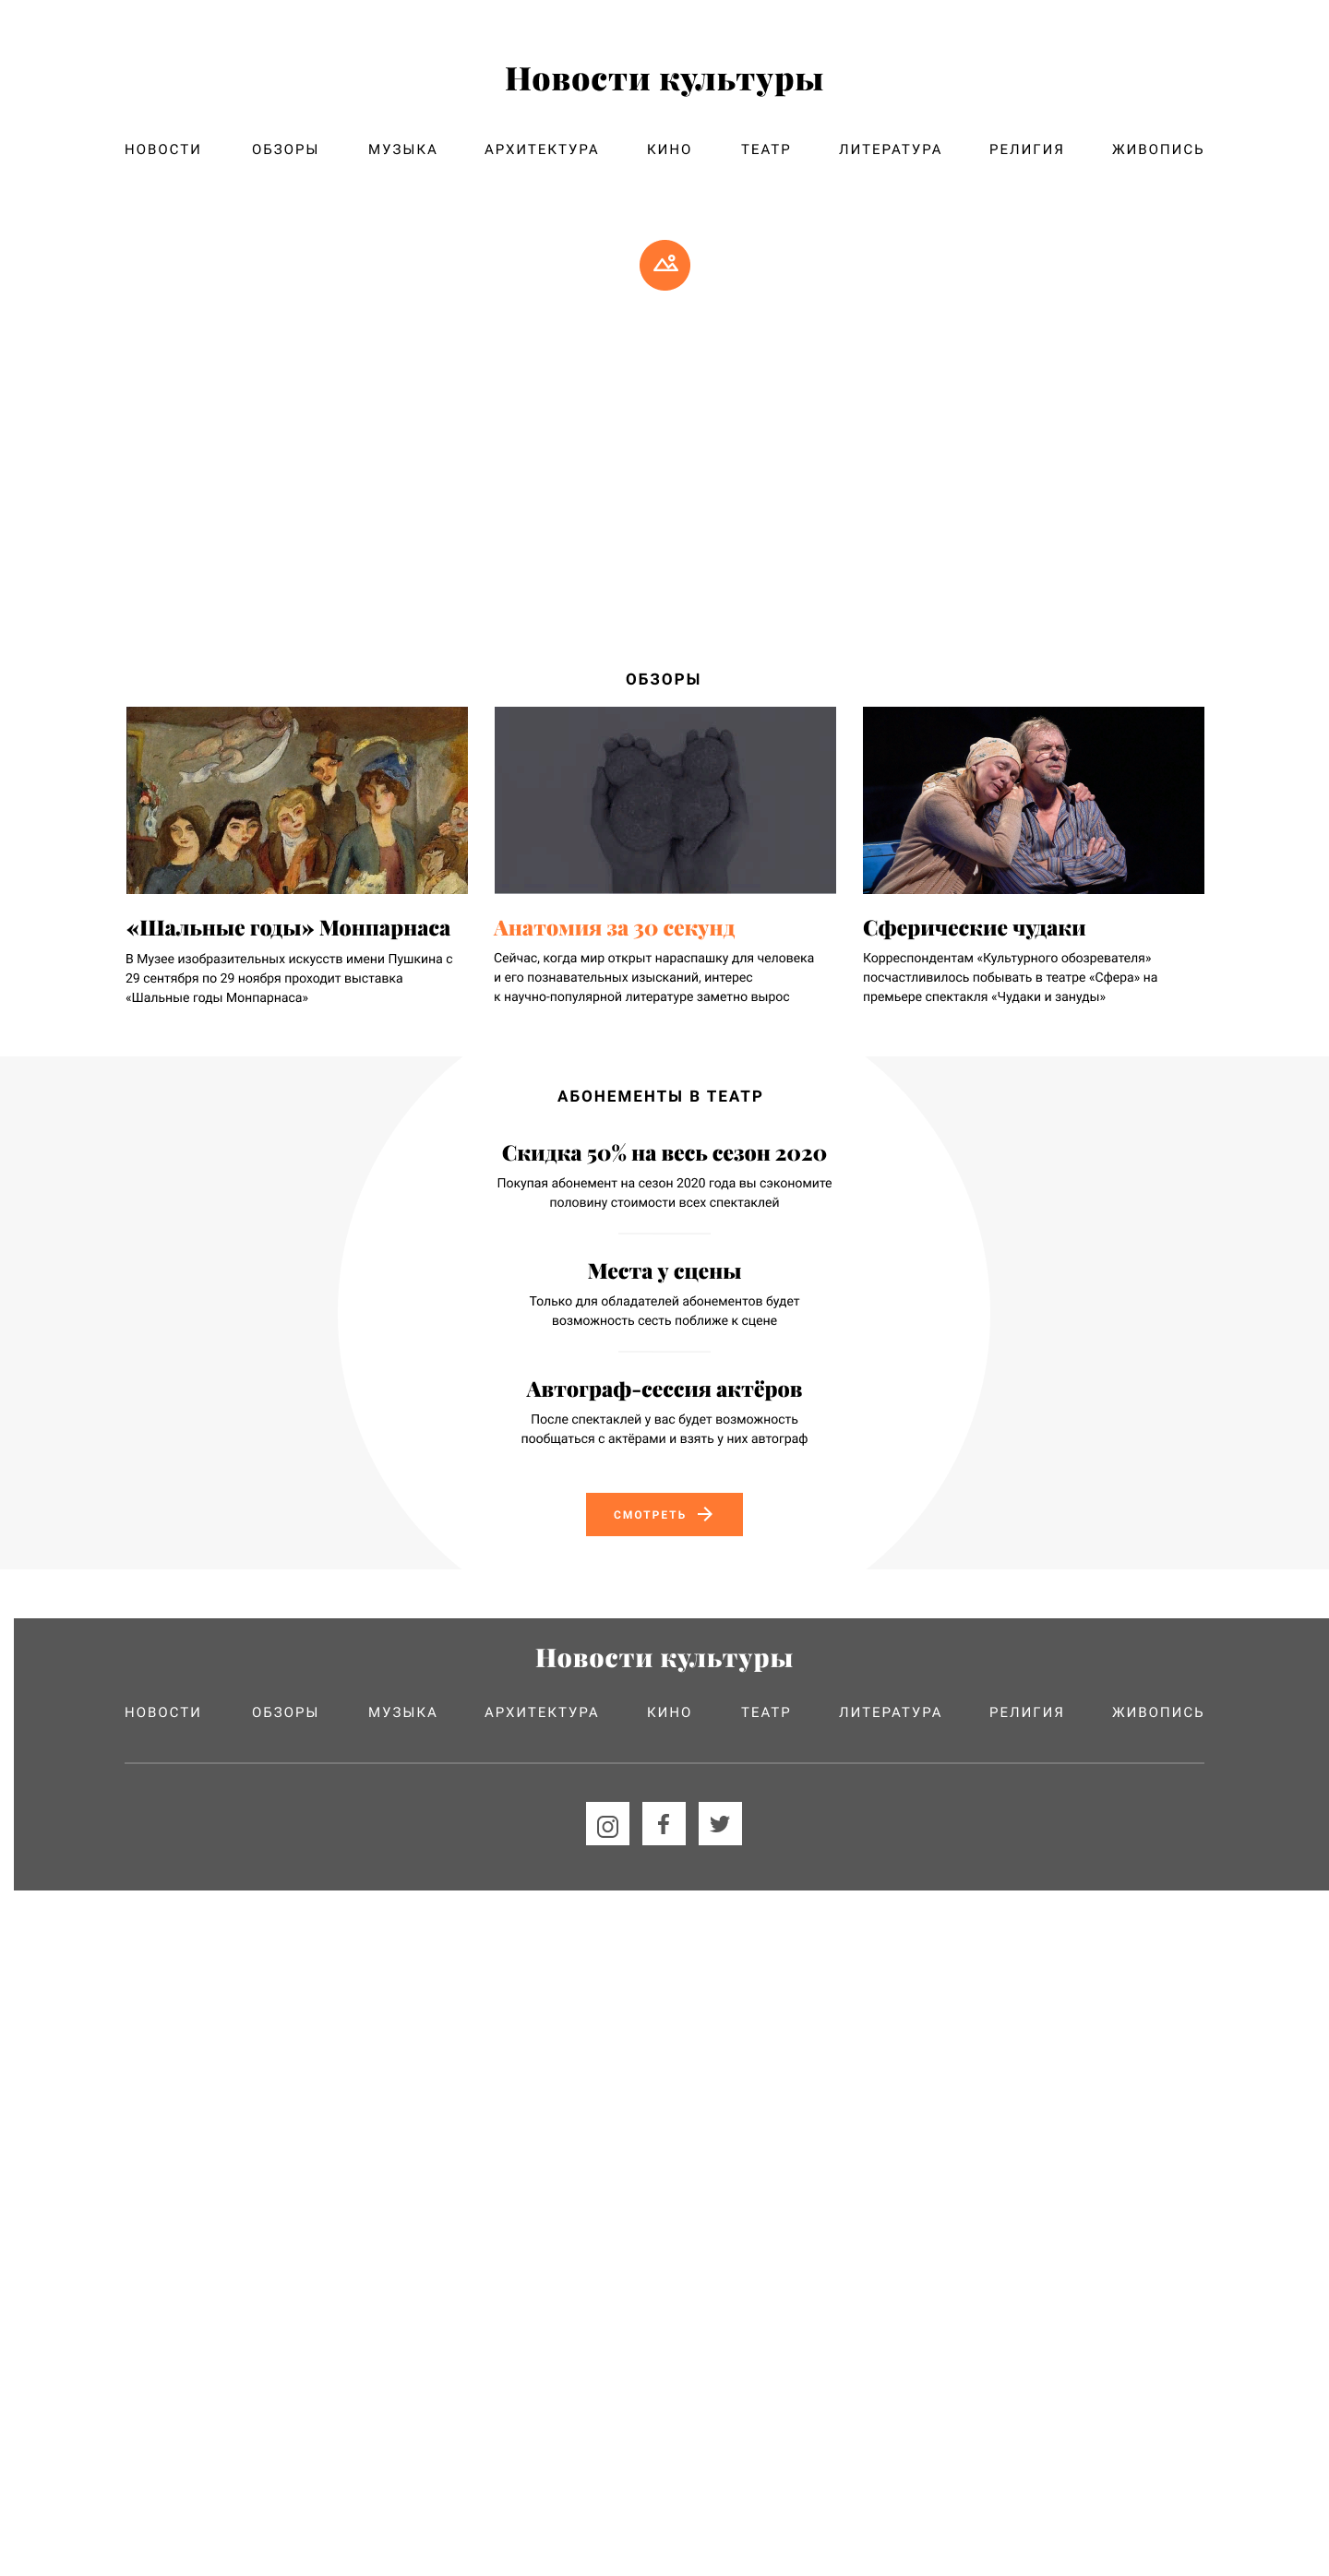 Новости культуры
НОВОСТИ ОБЗОРЫ МУЗЫКА АРХИТЕКТУРА КИНО ТЕАТР ЛИТЕРАТУРА РЕЛИГИЯ ЖИВОПИСЬ
ОБЗОРЫ
«Шальные годы» Монпарнаса
В Музее изобразительных искусств имени Пушкина с
29 сентября по 29 ноября проходит выставка
«Шальные годы Монпарнаса»
Анатомия за 30 секунд
Сейчас, когда мир открыт нараспашку для человека
и его познавательных изысканий, интерес
к научно-популярной литературе заметно вырос
Сферические чудаки
Корреспондентам «Культурного обозревателя»
посчастливилось побывать в театре «Сфера» на
премьере спектакля «Чудаки и зануды»
АБОНЕМЕНТЫ В ТЕАТР
Скидка 50% на весь сезон 2020
Покупая абонемент на сезон 2020 года вы сэкономите
половину стоимости всех спектаклей
Места у сцены
Только для обладателей абонементов будет
возможность сесть поближе к сцене
Автограф-сессия актёров
После спектаклей у вас будет возможность
пообщаться с актёрами и взять у них автограф
СМОТРЕТЬ
Новости культуры
НОВОСТИ ОБЗОРЫ МУЗЫКА АРХИТЕКТУРА КИНО ТЕАТР ЛИТЕРАТУРА РЕЛИГИЯ ЖИВОПИСЬ